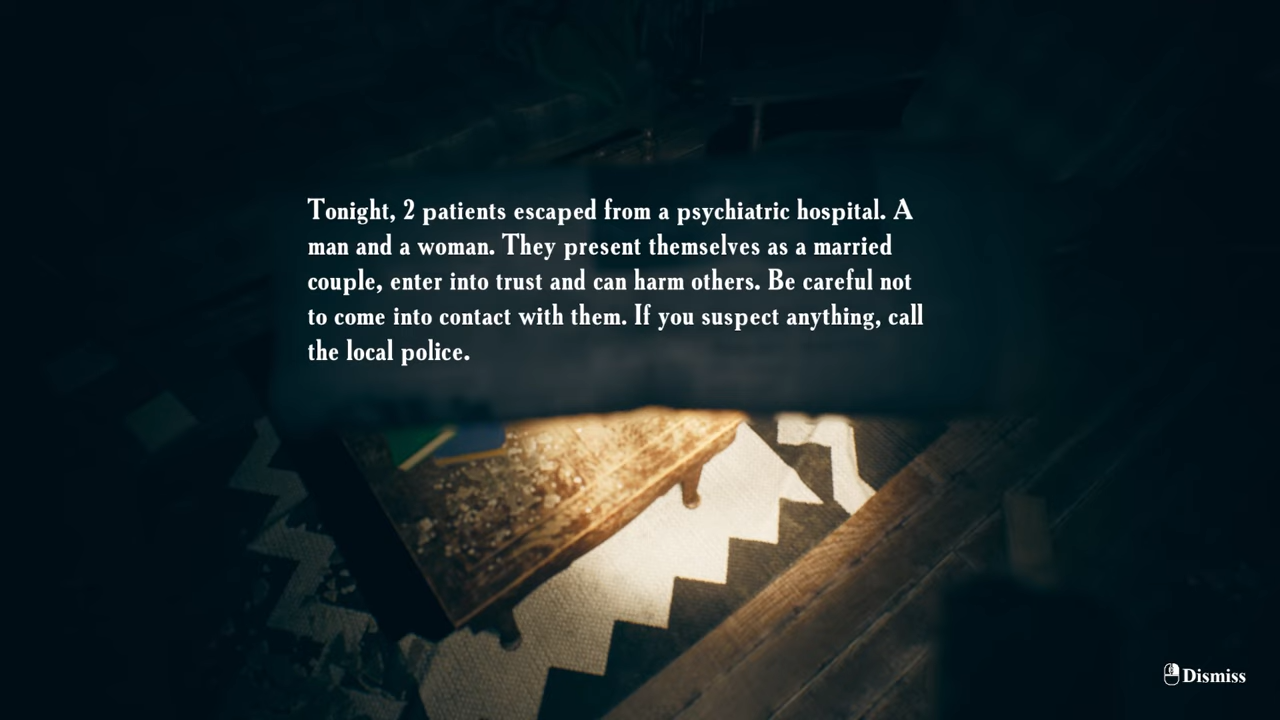 Tonight, 2 patients escaped from a psychiatric hospital. A
man and a woman. They present themselves as a married
couple, enter into trust and can harm others. Be careful not
to come into contact with them. If you suspect anything, call
the local police.
Dismiss